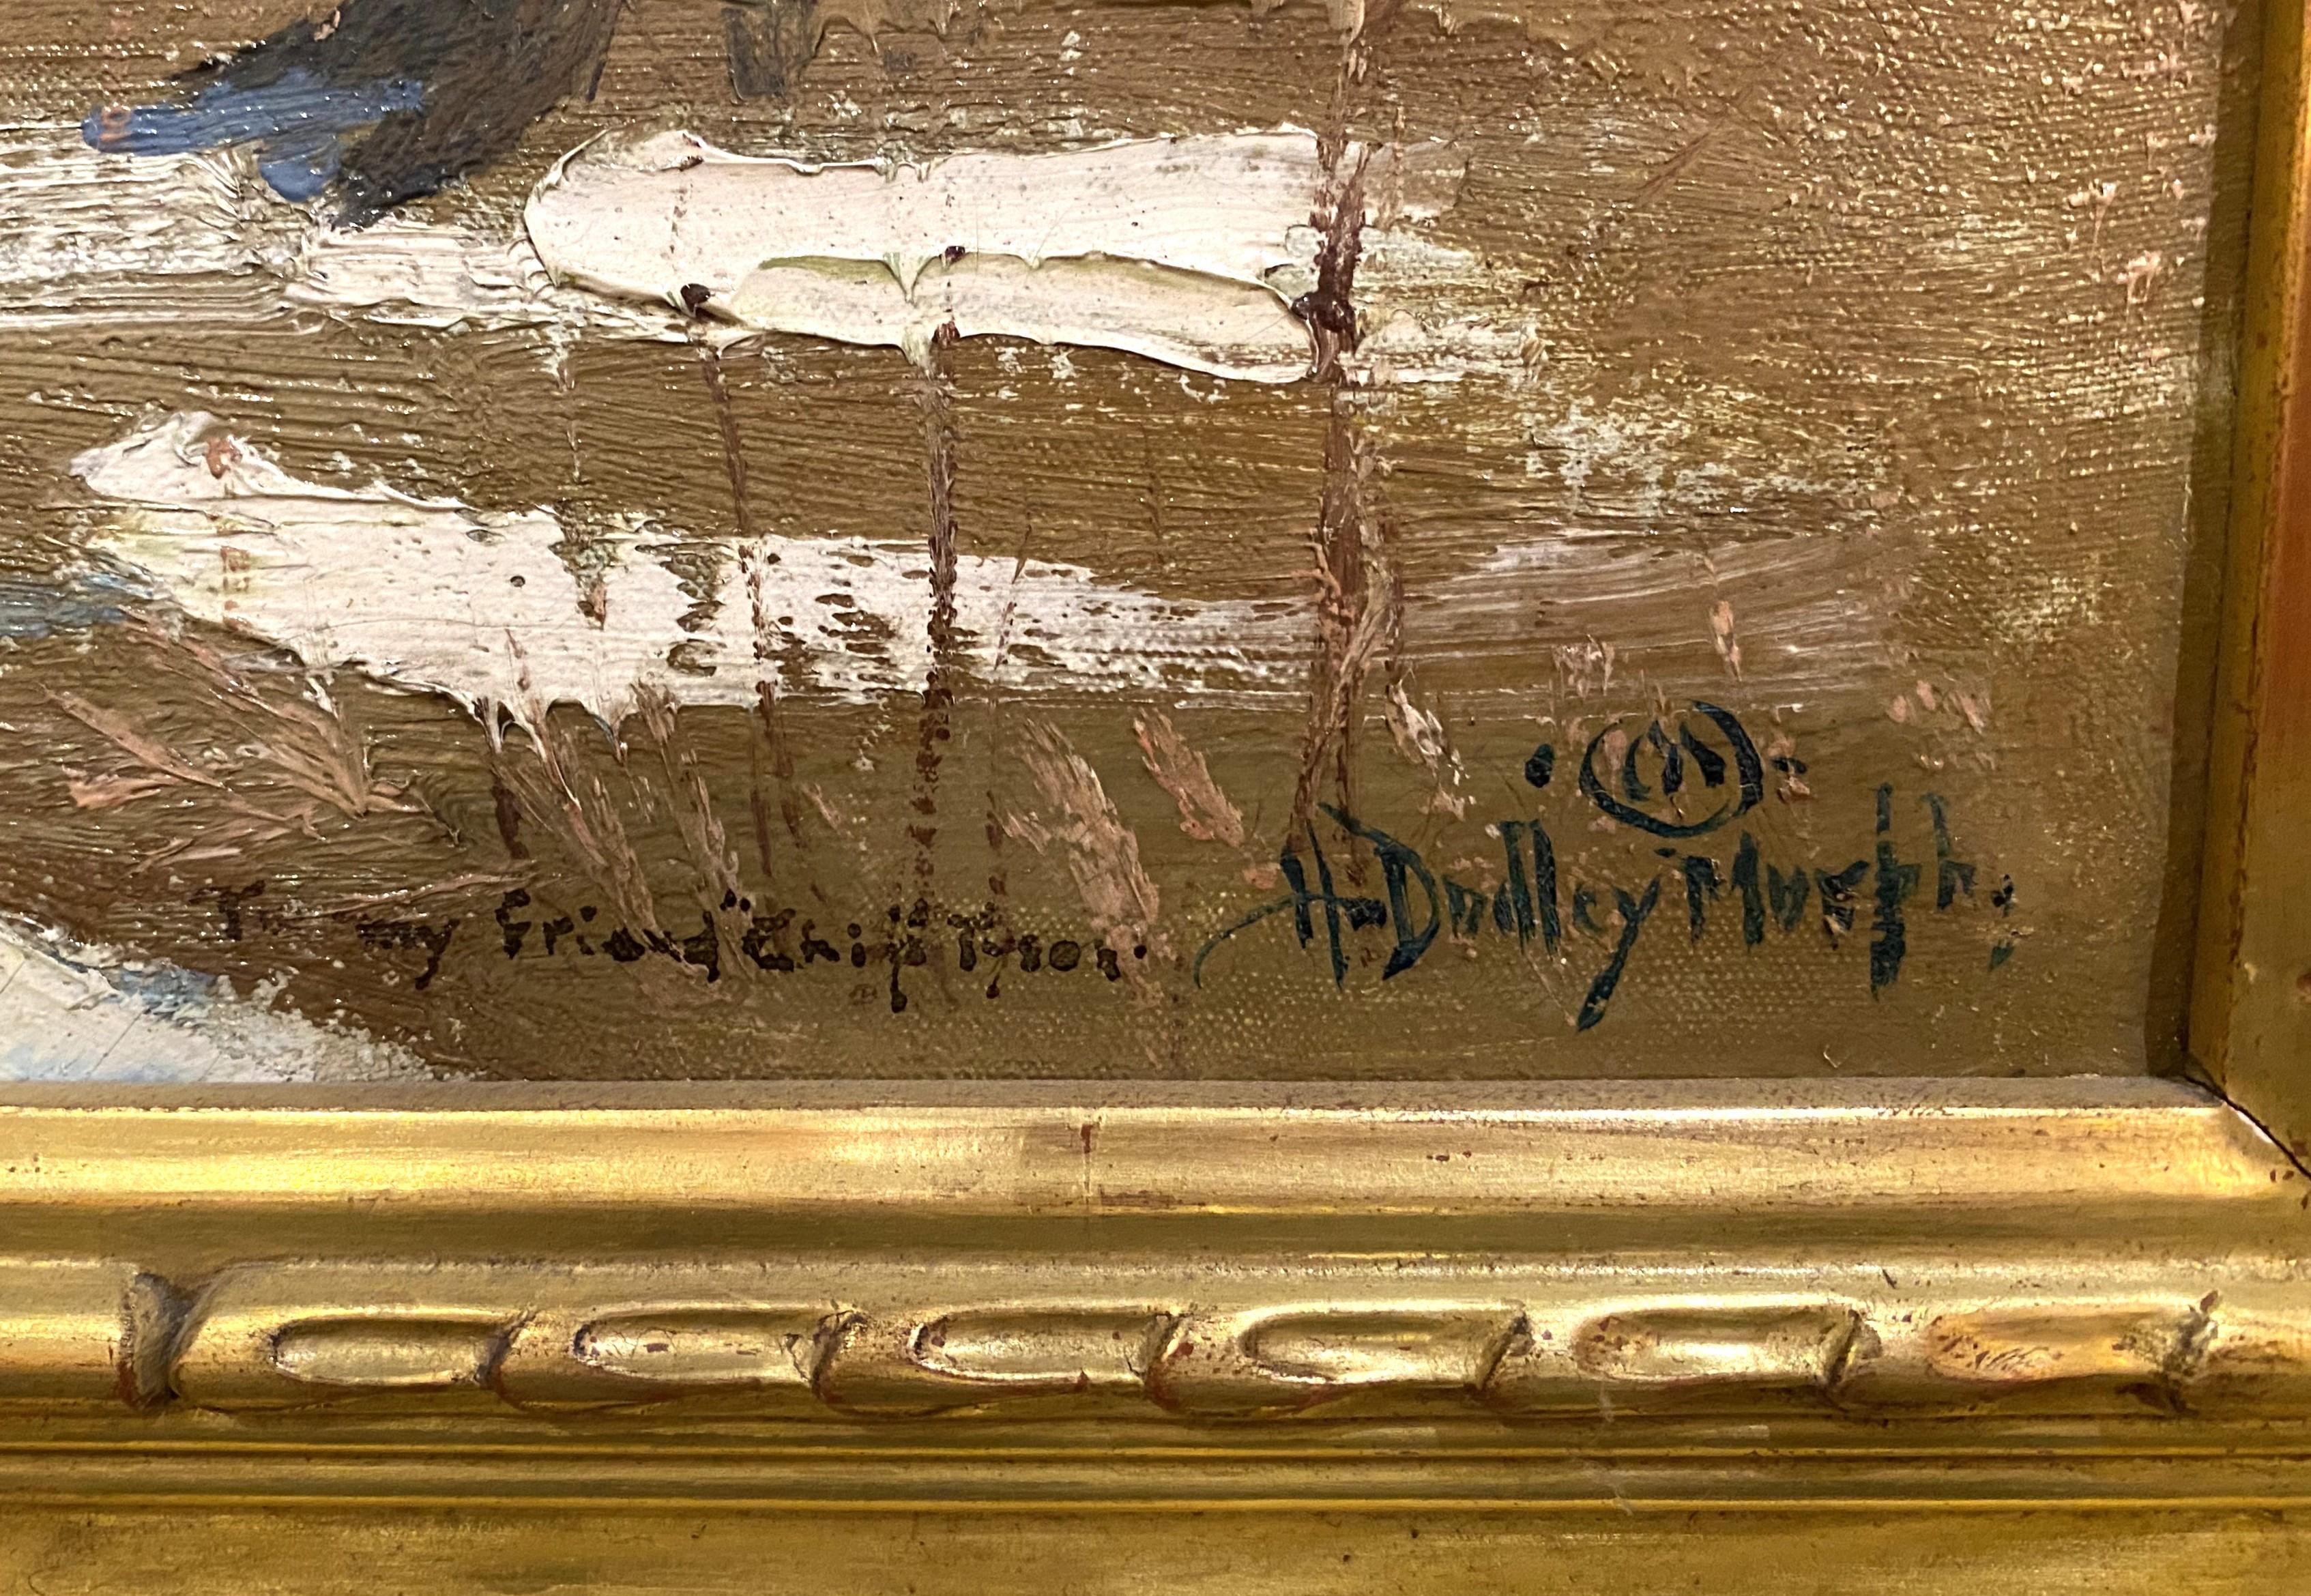 M
To my Friend "Chip" Tyson. H. Dudley Murphy